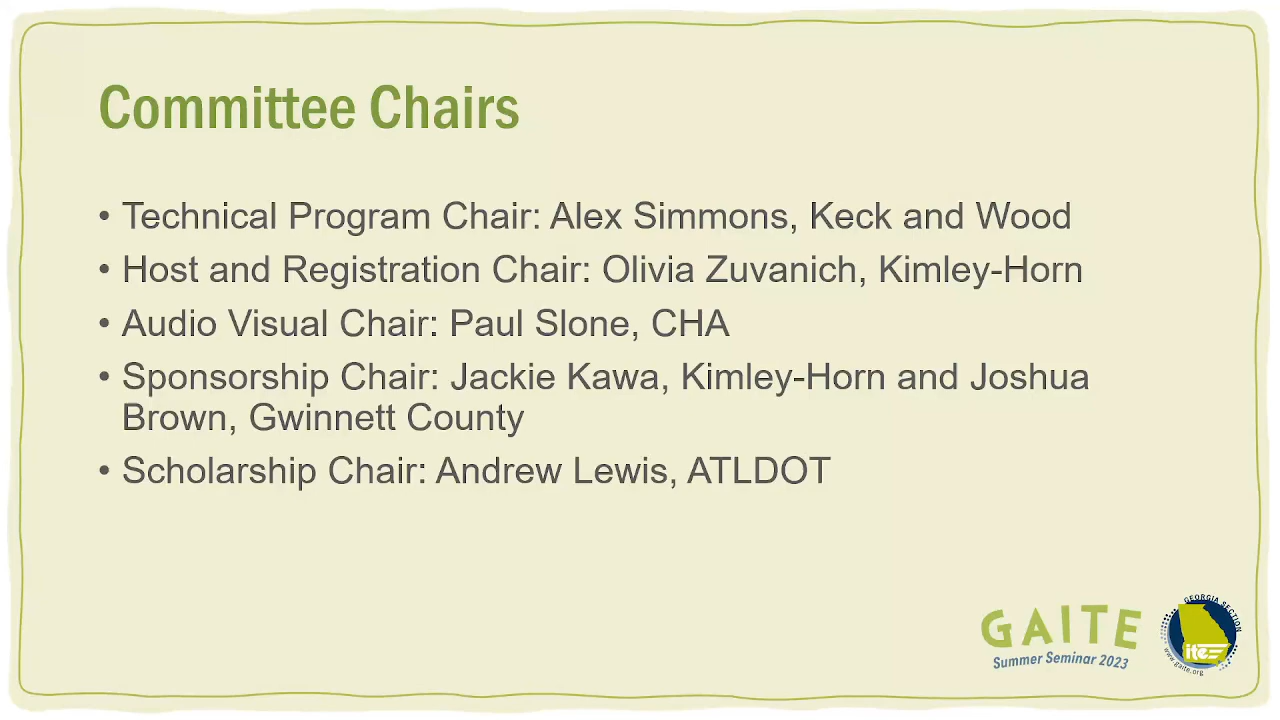 Committee Chairs
• Technical Program Chair: Alex Simmons, Keck and Wood
• Host and Registration Chair: Olivia Zuvanich, Kimley-Horn
• Audio Visual Chair: Paul Slone, CHA
• Sponsorship Chair: Jackie Kawa, Kimley-Horn and Joshua
Brown, Gwinnett County
• Scholarship Chair: Andrew Lewis, ATLDOT
GAITE
Summer Seminar 2023
GEORGIA SECTION
ite
www.gaite.org